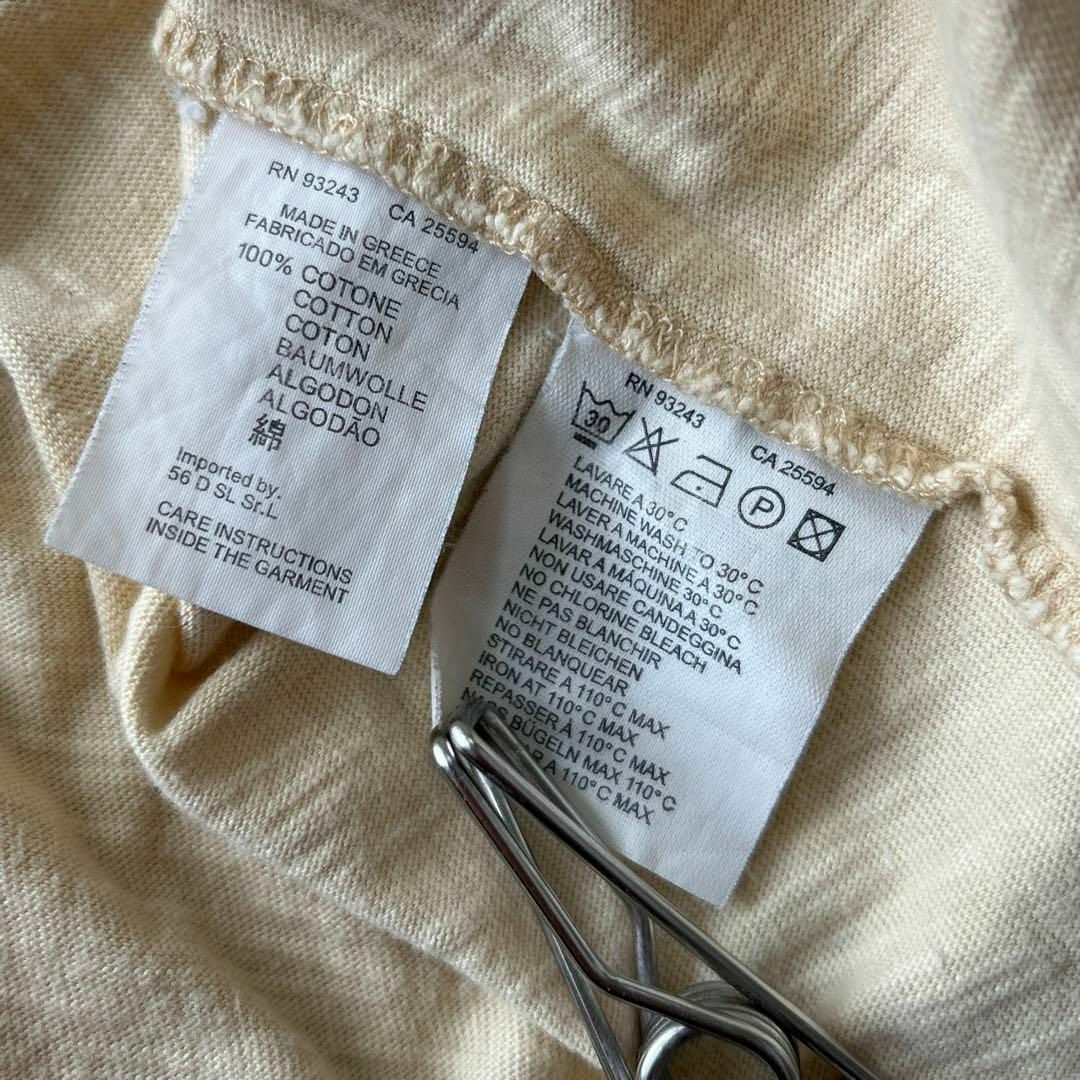 RN 93243 CA 25594
MADE IN GREECE
FABRICADO EM GRECIA
100% COTONE
COTTON
COTON
BAUMWOLLE
ALGODON
ALGODÃO
綿
Imported by.
56 D SL Sr.L
CARE INSTRUCTIONS
INSIDE THE GARMENT
RN 93243 CA 25594
30
P
LAVARE A 30°C
MACHINE WASH TO 30°C
LAVER A MACHINE A 30°C
WASHMASCHINE 30°C
LAVAR A MÁQUINA A 30°C
NON USARE CANDEGGINA
NO CHLORINE BLEACH
NE PAS BLANCHIR
NICHT BLEICHEN
NO BLANQUEAR
STIRARE A 110°C MAX
IRON AT 110°C MAX
REPASSER A 110°C MAX
BÜGELN MAX 110°C
A 110°C MAX